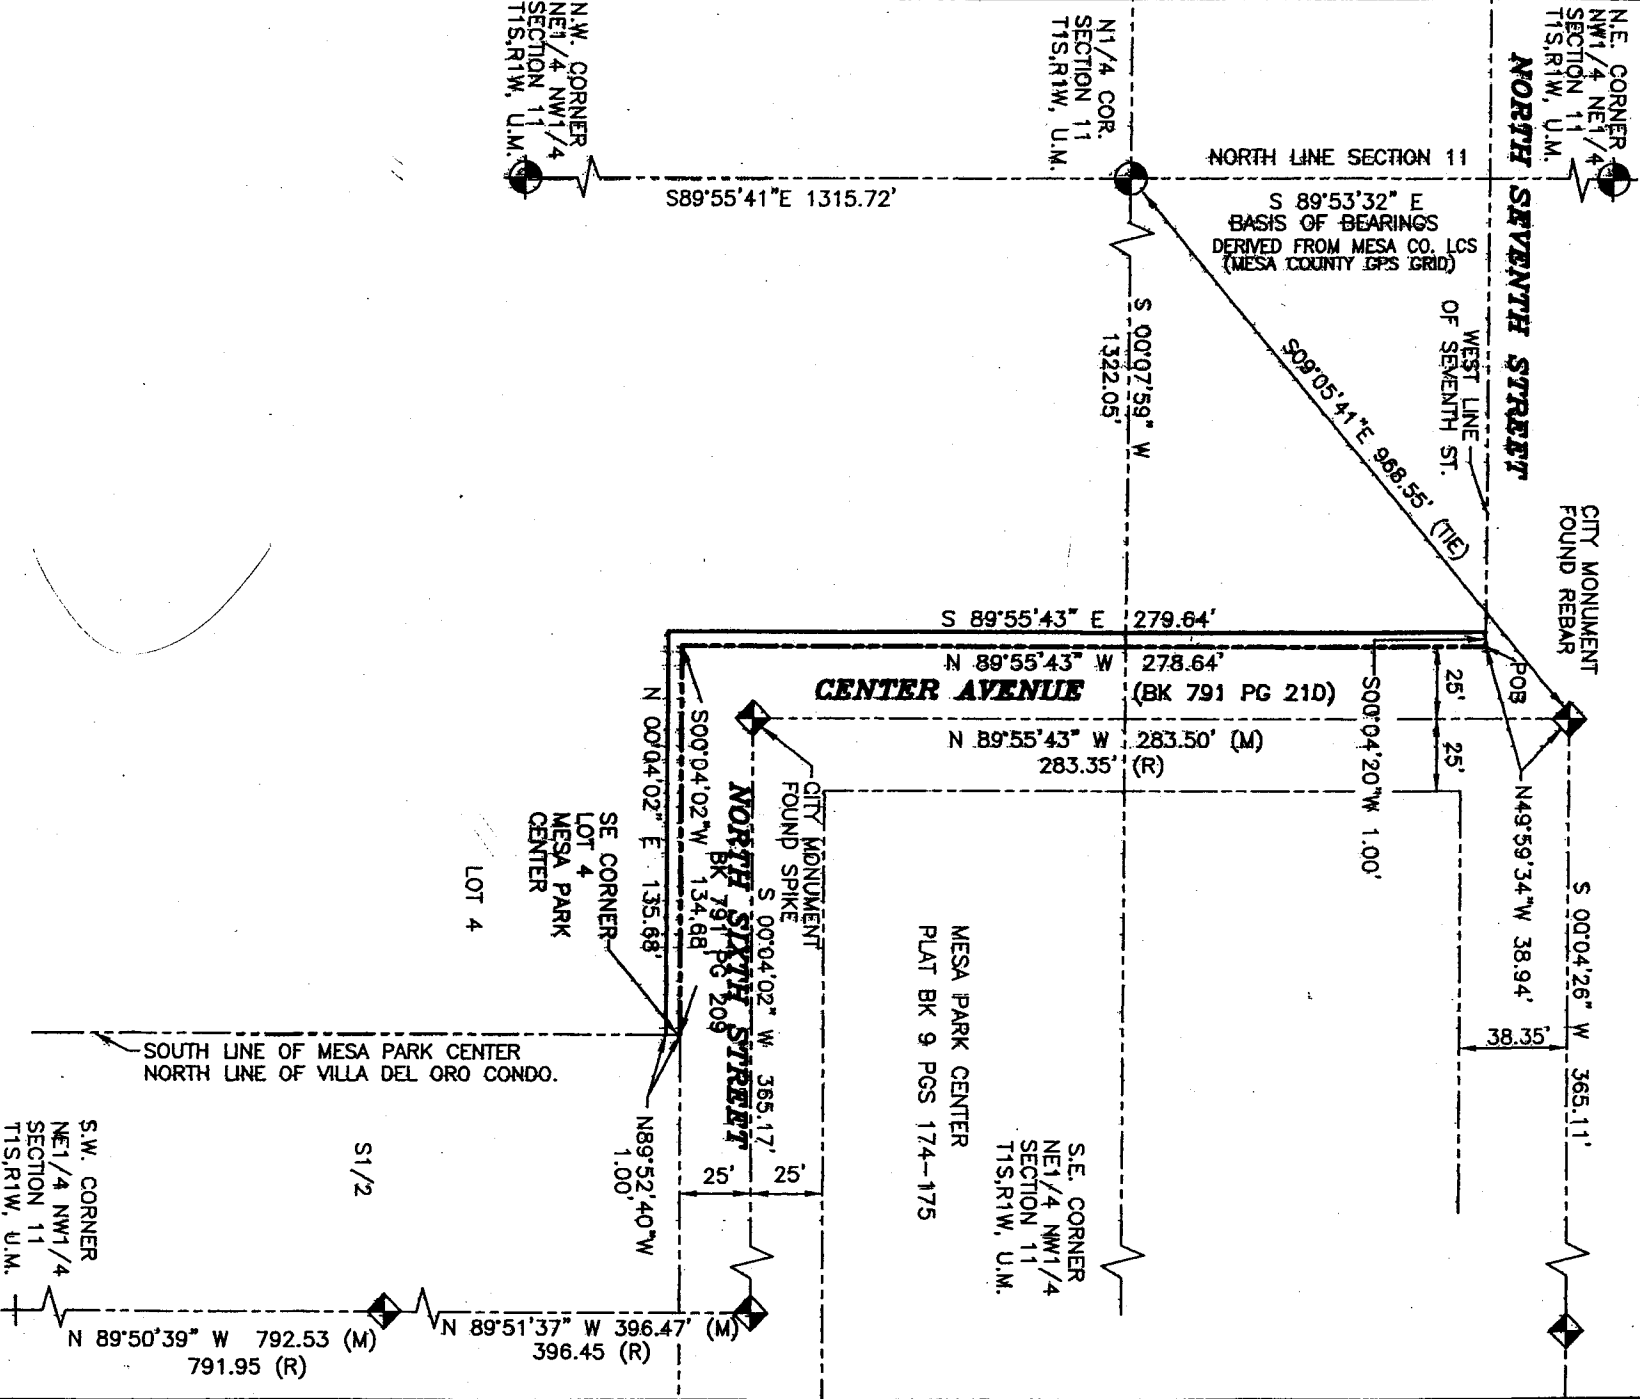 N.W. CORNER
NE1/4 NW1/4
SECTION 11
T1S,R1W, U.M.
N1/4 COR.
SECTION 11
T1S,R1W, U.M.
N.E. CORNER
NW1/4 NE1/4
SECTION 11
T1S,R1W, U.M.
NORTH SEVENTH STREET
NORTH LINE SECTION 11
S89°55'41"E 1315.72'
S 89°53'32" E
BASIS OF BEARINGS
DERIVED FROM MESA CO. LCS
(MESA COUNTY GPS GRID)
S 00°07'59" W
1322.05'
S09°05'41"E 968.55' (TIE)
WEST LINE
OF SEVENTH ST.
CITY MONUMENT
FOUND REBAR
S 89°55'43" E 279.64'
N 89°55'43" W 278.64'
CENTER AVENUE (BK 791 PG 210)
N 89°55'43" W 283.50' (M)
283.35' (R)
25'
25'
POB
S00°04'20"W 1.00'
N49°59'34"W 38.94'
S 00°04'26" W 365.11'
38.35'
CITY MONUMENT
FOUND SPIKE
N 00°04'02" E 135.68'
S00°04'02"W 134.68'
BK 791 PG 209
NORTH SIXTH STREET
S 00°04'02" W 365.17'
SE CORNER
LOT 4
MESA PARK
CENTER
LOT 4
MESA PARK CENTER
PLAT BK 9 PGS 174-175
SOUTH LINE OF MESA PARK CENTER
NORTH LINE OF VILLA DEL ORO CONDO.
N89°52'40"W
1.00'
25'
25'
S.E. CORNER
NE1/4 NW1/4
SECTION 11
T1S,R1W, U.M.
S1/2
S.W. CORNER
NE1/4 NW1/4
SECTION 11
T1S,R1W, U.M.
N 89°50'39" W 792.53 (M)
791.95 (R)
N 89°51'37" W 396.47' (M)
396.45 (R)